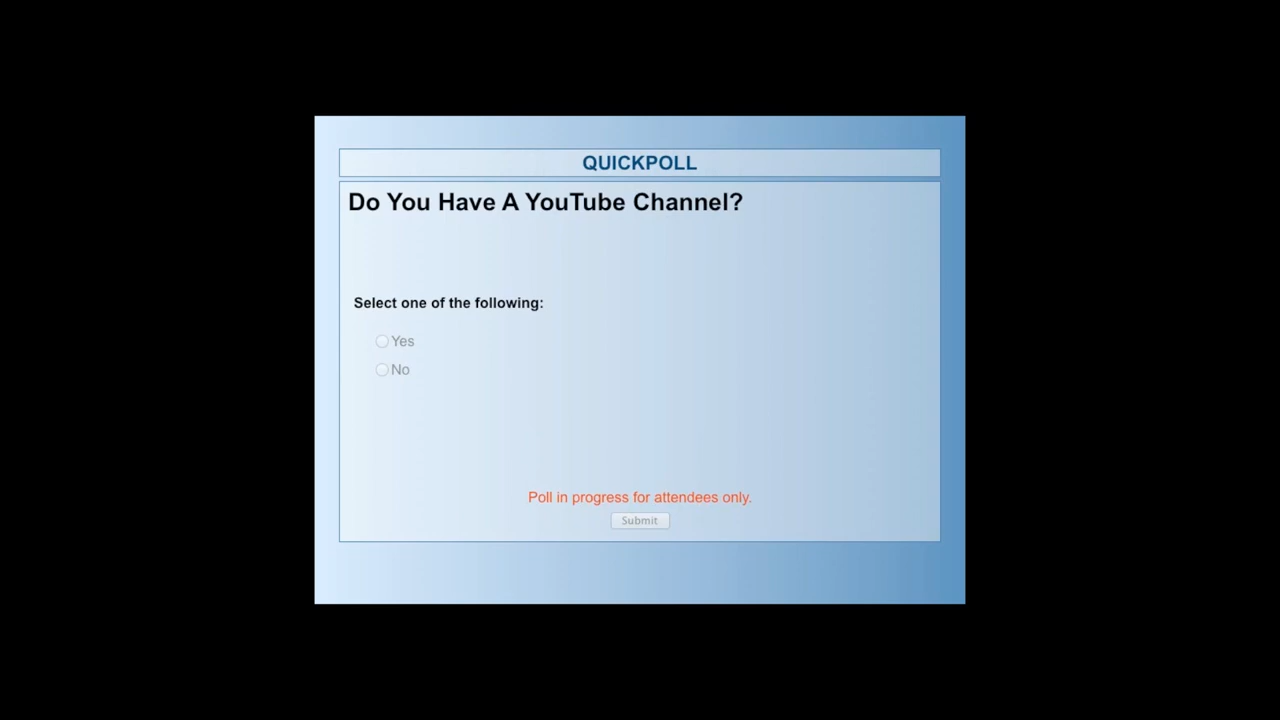 QUICKPOLL
Do You Have A YouTube Channel?
Select one of the following:
Yes
No
Poll in progress for attendees only.
Submit